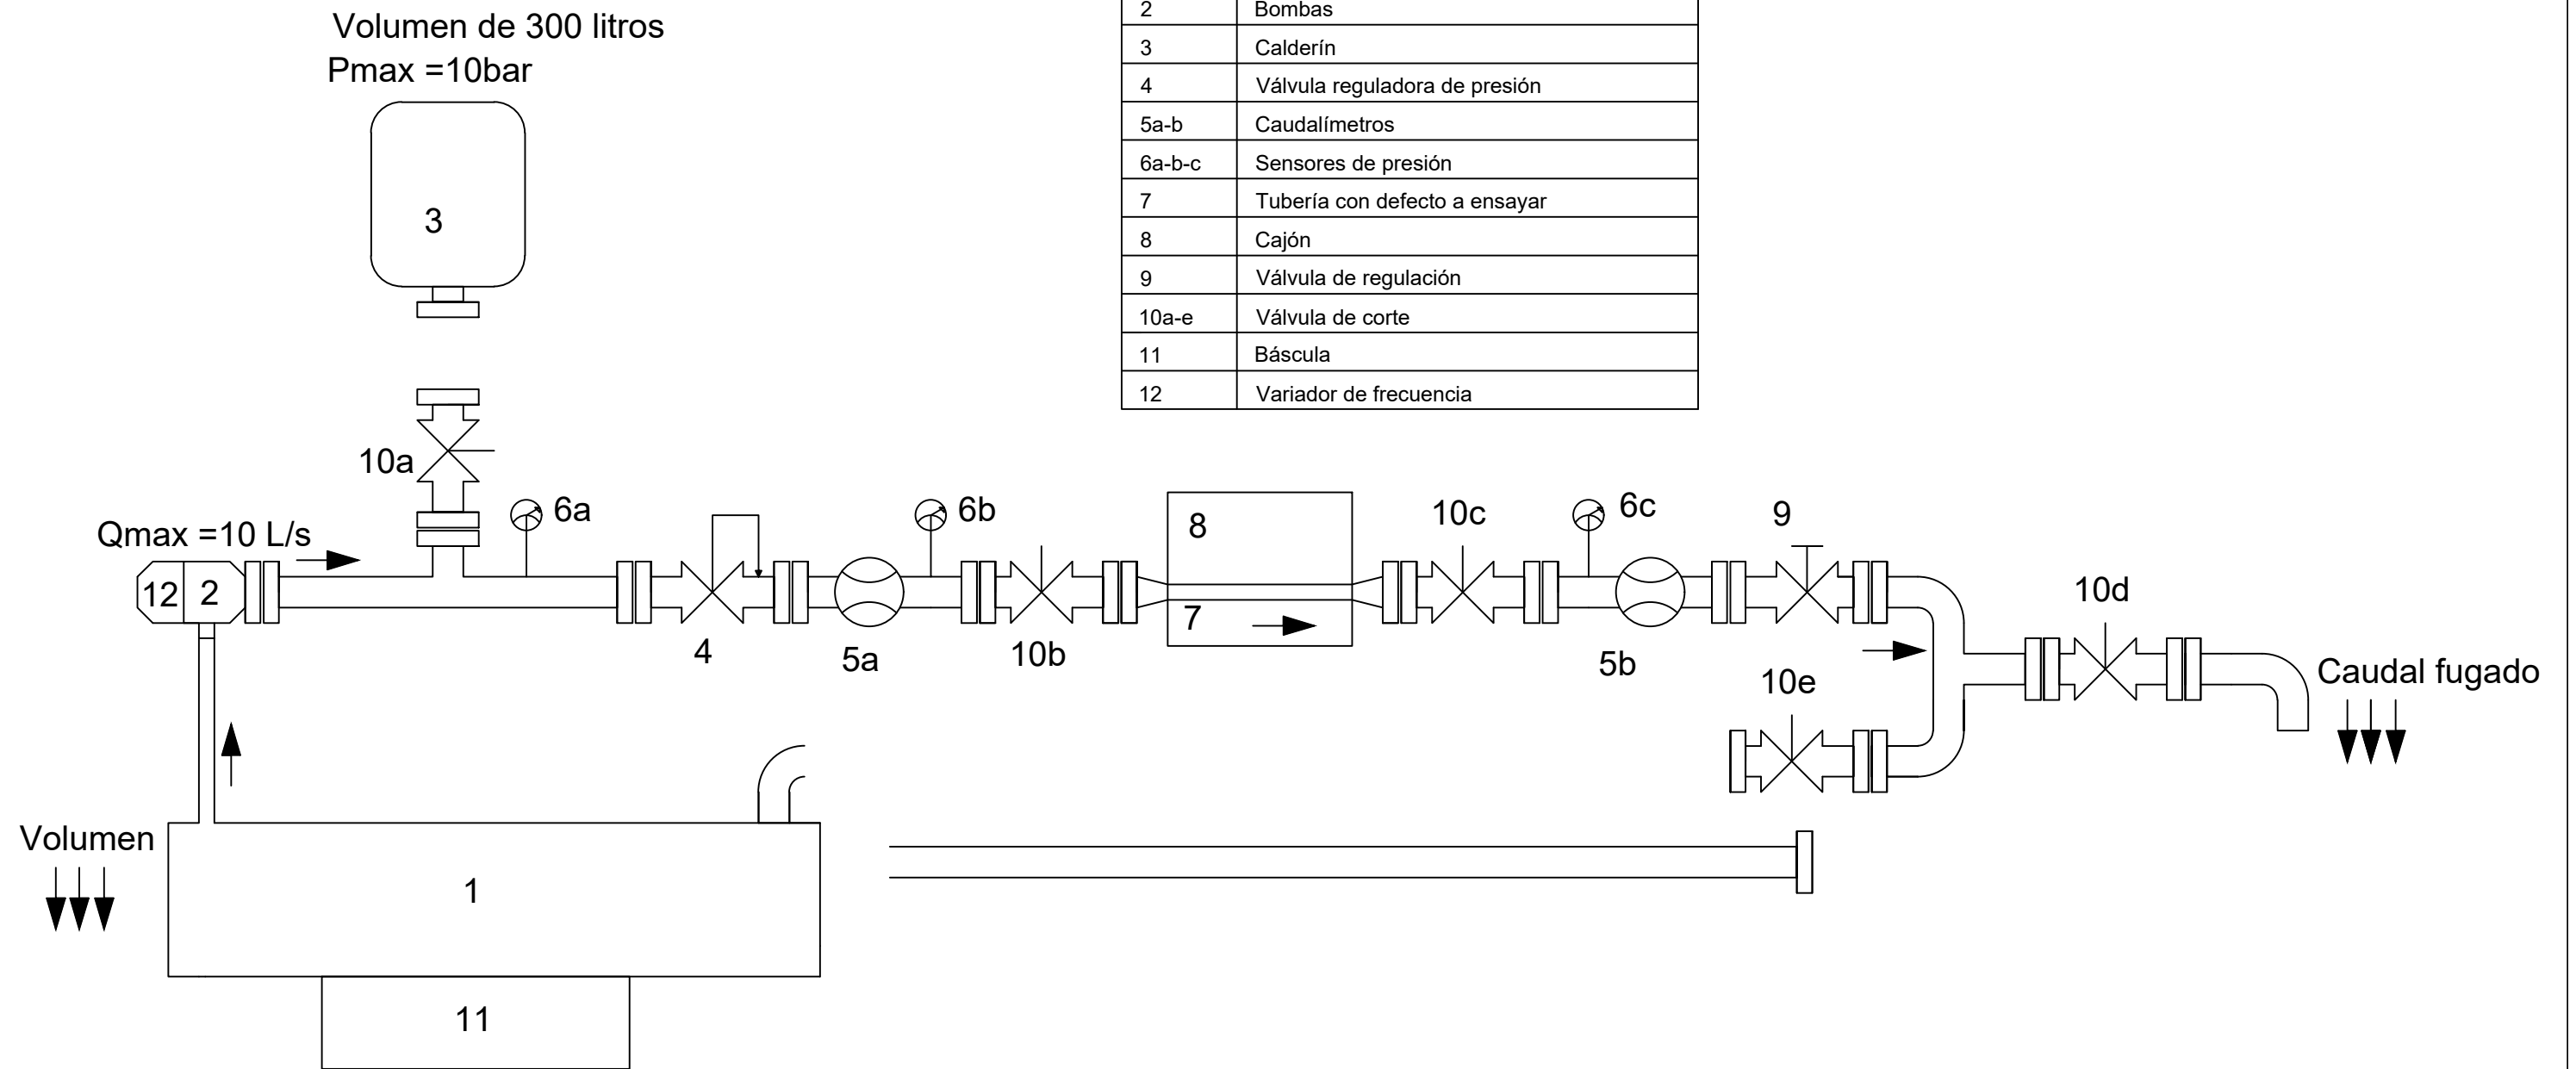 Volumen de 300 litros
Pmax =10bar
2 Bombas
3 Calderín
4 Válvula reguladora de presión
5a-b Caudalímetros
6a-b-c Sensores de presión
7 Tubería con defecto a ensayar
8 Cajón
9 Válvula de regulación
10a-e Válvula de corte
11 Báscula
12 Variador de frecuencia
3
10a
6a
6b
8
10c
6c
9
Qmax =10 L/s
12 2
7
10d
4
5a
10b
5b
10e
Caudal fugado
Volumen
1
11